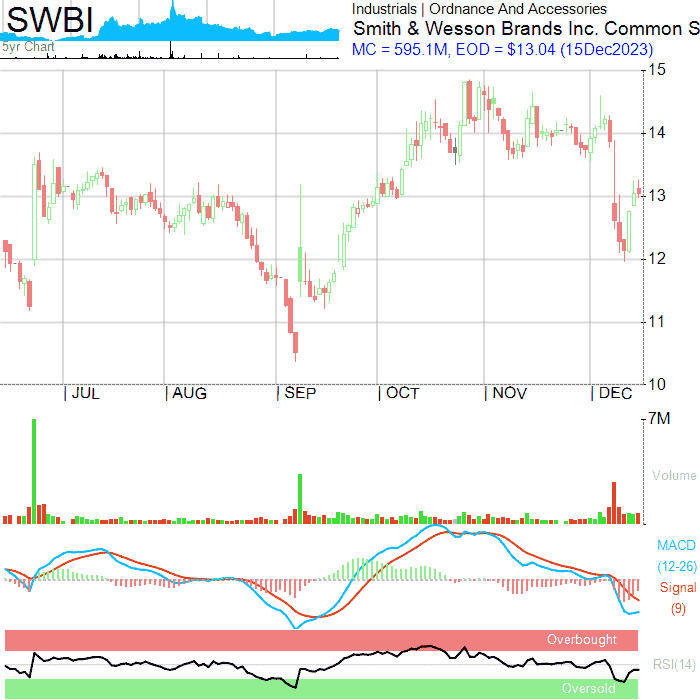 SWBI
5yr Chart
Industrials | Ordnance And Accessories
Smith & Wesson Brands Inc. Common S
MC = 595.1M, EOD = $13.04 (15Dec2023)
15
14
13
12
11
10
| JUL | AUG | SEP | OCT | NOV | DEC
7M
Volume
MACD
(12-26)
Signal
(9)
Overbought
RSI(14)
Oversold